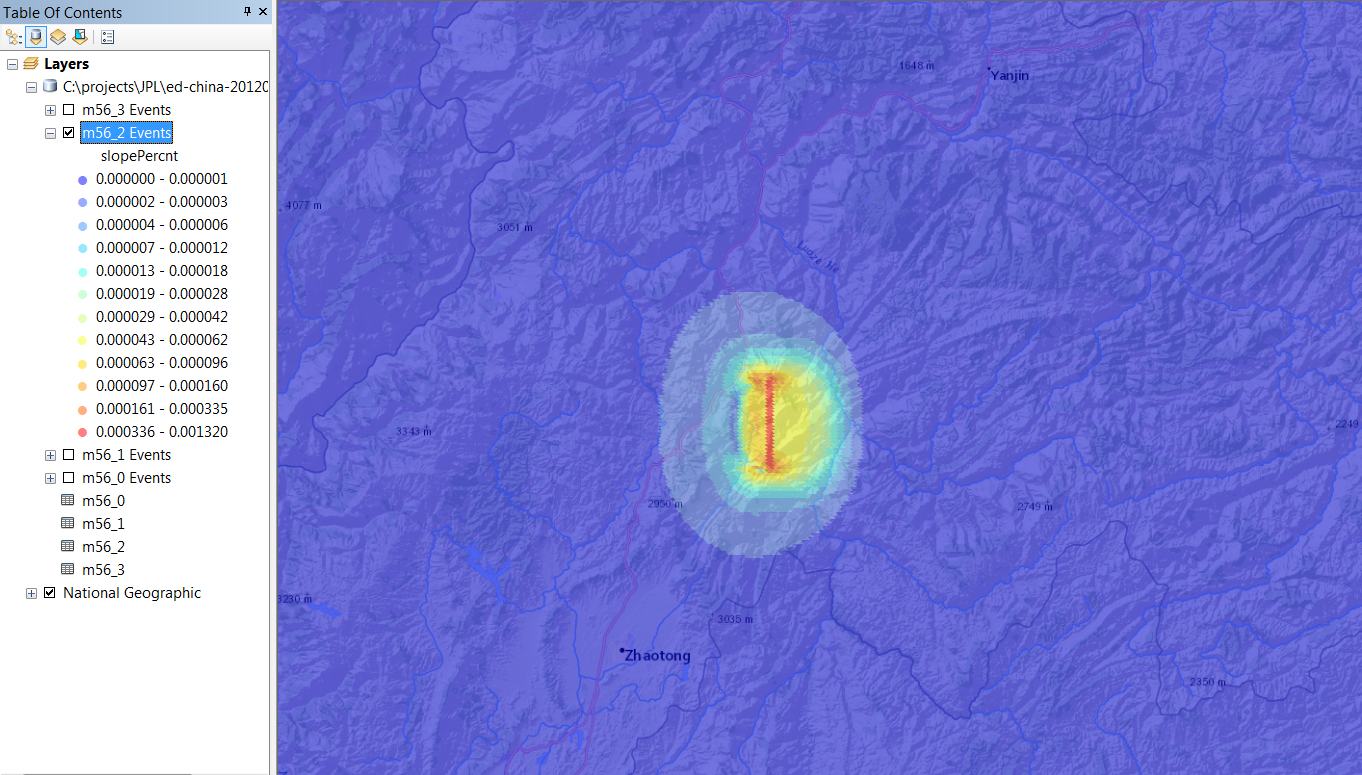 Table Of Contents
Layers
C:\projects\JPL\ed-china-20120
m56_3 Events
m56_2 Events
slopePercnt
0.000000 - 0.000001
0.000002 - 0.000003
0.000004 - 0.000006
0.000007 - 0.000012
0.000013 - 0.000018
0.000019 - 0.000028
0.000029 - 0.000042
0.000043 - 0.000062
0.000063 - 0.000096
0.000097 - 0.000160
0.000161 - 0.000335
0.000336 - 0.001320
m56_1 Events
m56_0 Events
m56_0
m56_1
m56_2
m56_3
National Geographic
1648 m
Yanjin
4077 m
3051 m
Luoze He
3343 m
2249
2950 m
2749 m
3230 m
3035 m
Zhaotong
2350 m